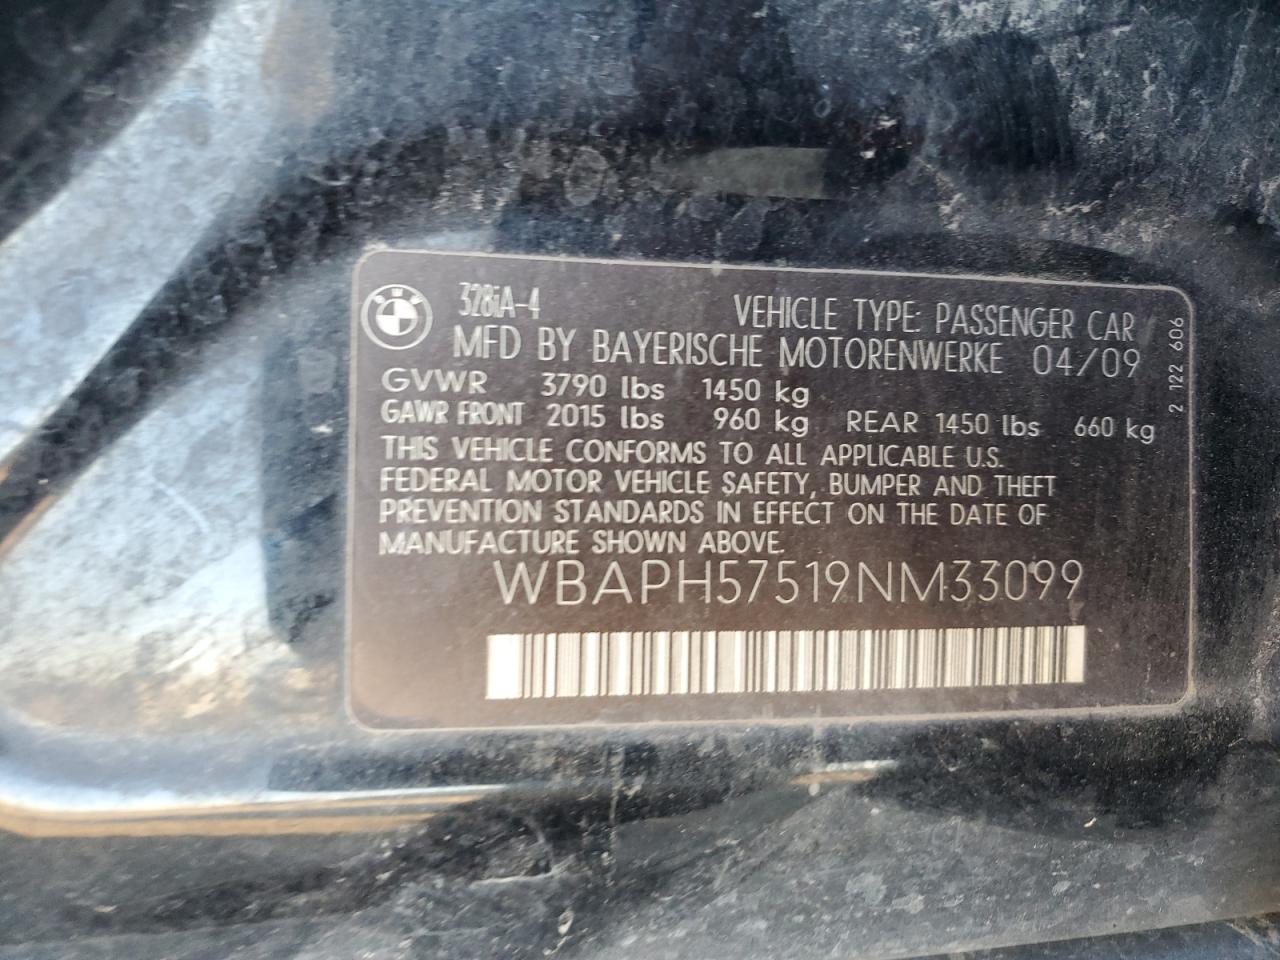 BMW
328iA-4 VEHICLE TYPE: PASSENGER CAR
MFD BY BAYERISCHE MOTORENWERKE 04/09
GVWR 3790 lbs 1450 kg
GAWR FRONT 2015 lbs 960 kg REAR 1450 lbs 660 kg
THIS VEHICLE CONFORMS TO ALL APPLICABLE U.S.
FEDERAL MOTOR VEHICLE SAFETY, BUMPER AND THEFT
PREVENTION STANDARDS IN EFFECT ON THE DATE OF
MANUFACTURE SHOWN ABOVE.
WBAPH57519NM33099
2 122 606